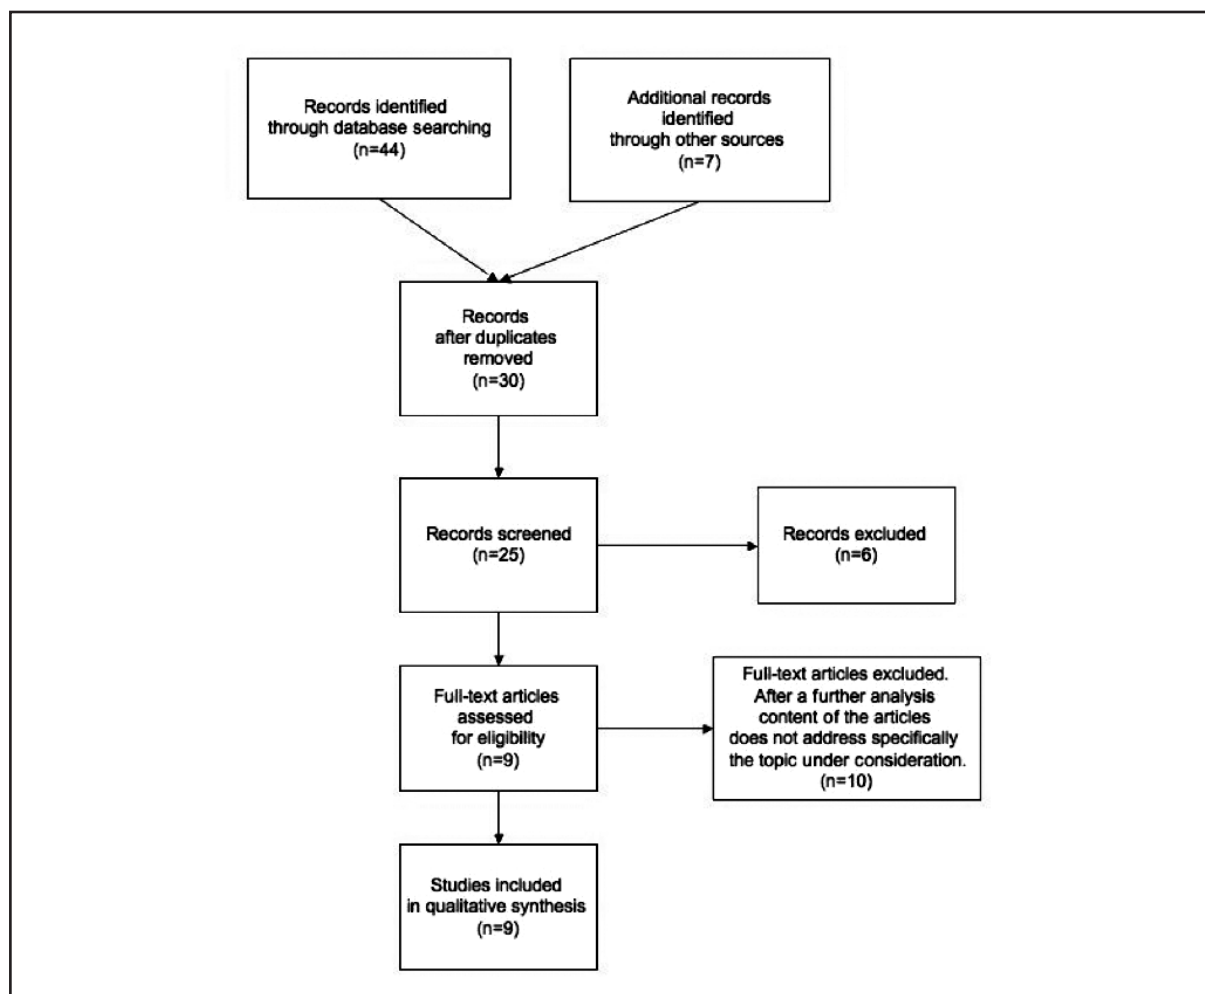 Records identified
through database searching
(n=44)
Additional records
identified
through other sources
(n=7)
Records
after duplicates
removed
(n=30)
Records screened
(n=25)
Records excluded
(n=6)
Full-text articles
assessed
for eligibility
(n=9)
Full-text articles excluded.
After a further analysis
content of the articles
does not address specifically
the topic under consideration.
(n=10)
Studies included
in qualitative synthesis
(n=9)